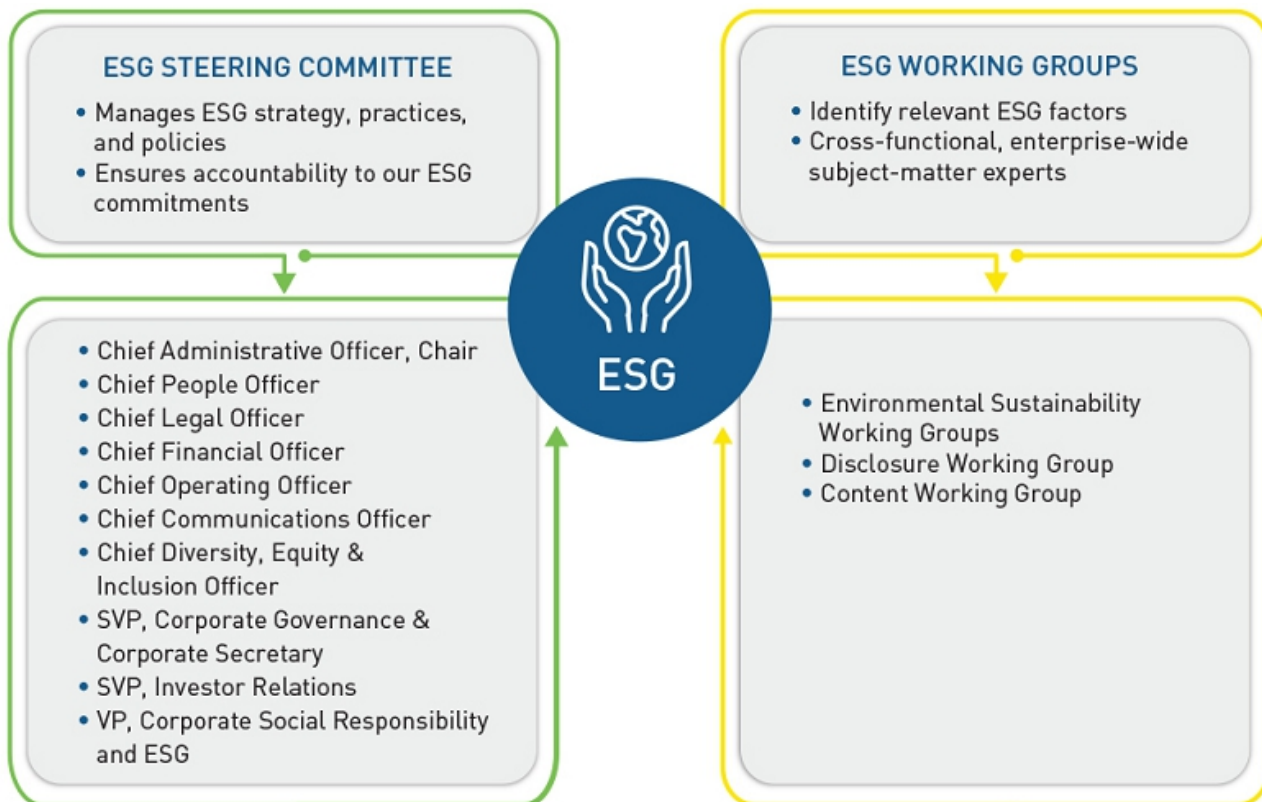 ESG STEERING COMMITTEE
• Manages ESG strategy, practices,
and policies
• Ensures accountability to our ESG
commitments
ESG WORKING GROUPS
• Identify relevant ESG factors
• Cross-functional, enterprise-wide
subject-matter experts
ESG
• Chief Administrative Officer, Chair
• Chief People Officer
• Chief Legal Officer
• Chief Financial Officer
• Chief Operating Officer
• Chief Communications Officer
• Chief Diversity, Equity &
Inclusion Officer
• SVP, Corporate Governance &
Corporate Secretary
• SVP, Investor Relations
• VP, Corporate Social Responsibility
and ESG
• Environmental Sustainability
Working Groups
• Disclosure Working Group
• Content Working Group